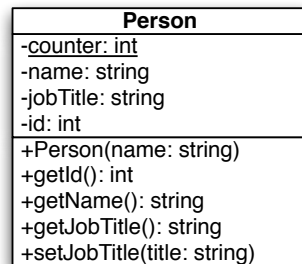 Person
-counter: int
-name: string
-jobTitle: string
-id: int
+Person(name: string)
+getId(): int
+getName(): string
+getJobTitle(): string
+setJobTitle(title: string)